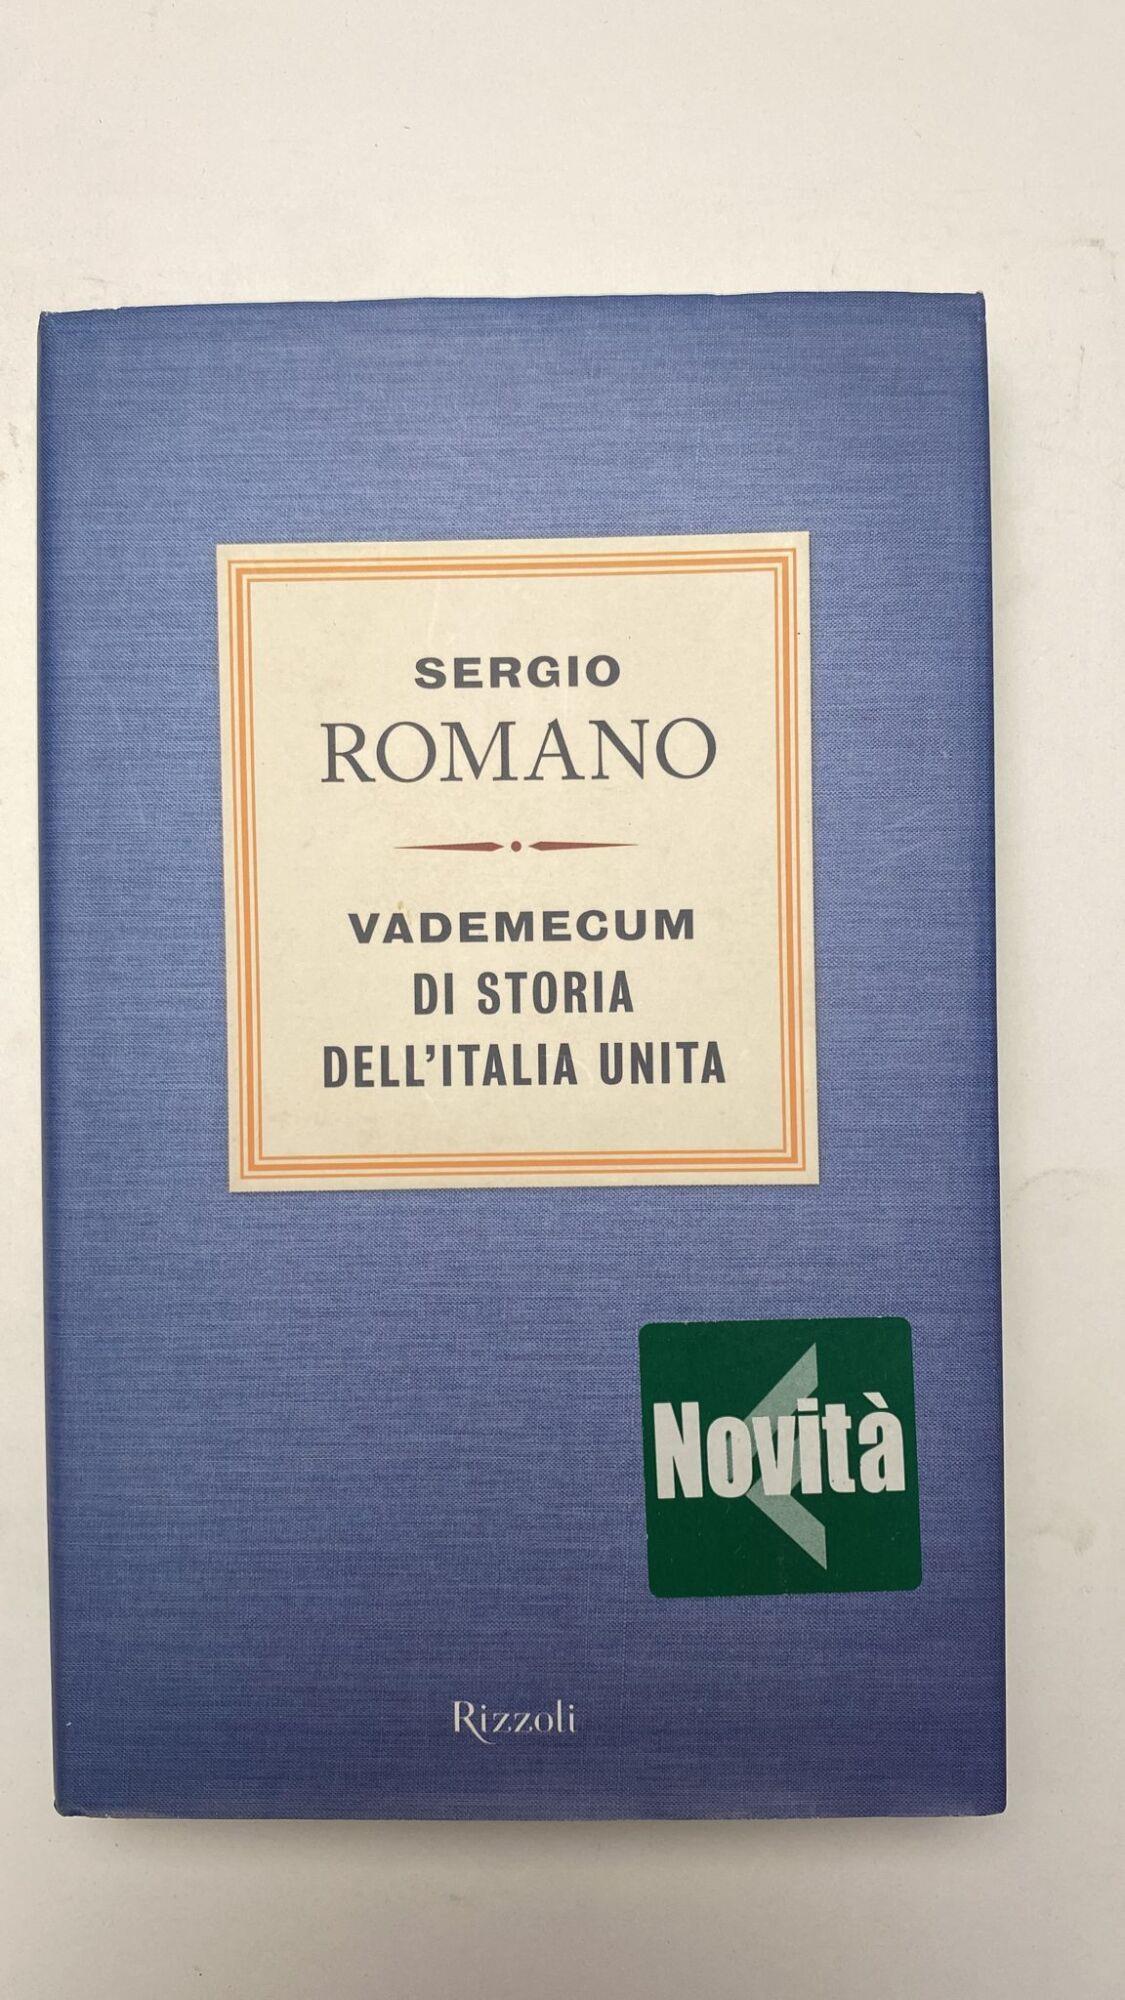 SERGIO
ROMANO
VADEMECUM
DI STORIA
DELL'ITALIA UNITA
Novità
Rizzoli